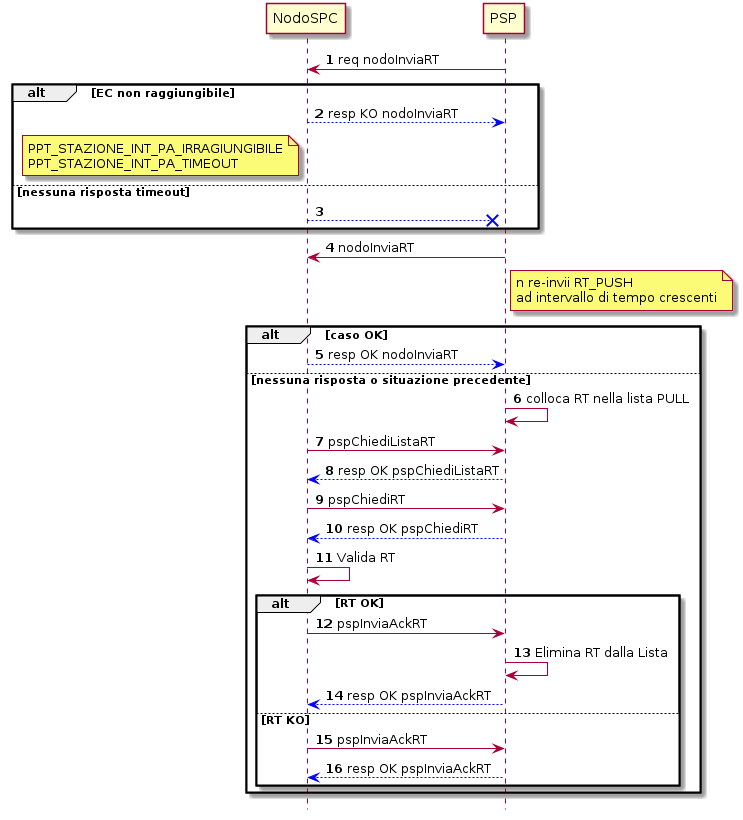 NodoSPC
PSP
1 req nodoInviaRT
alt [EC non raggiungibile]
2 resp KO nodoInviaRT
PPT_STAZIONE_INT_PA_IRRAGIUNGIBILE
PPT_STAZIONE_INT_PA_TIMEOUT
[nessuna risposta timeout]
3
4 nodoInviaRT
n re-invii RT_PUSH
ad intervallo di tempo crescenti
alt [caso OK]
5 resp OK nodoInviaRT
[nessuna risposta o situazione precedente]
6 colloca RT nella lista PULL
7 pspChiediListaRT
8 resp OK pspChiediListaRT
9 pspChiediRT
10 resp OK pspChiediRT
11 Valida RT
alt [RT OK]
12 pspInviaAckRT
13 Elimina RT dalla Lista
14 resp OK pspInviaAckRT
[RT KO]
15 pspInviaAckRT
16 resp OK pspInviaAckRT